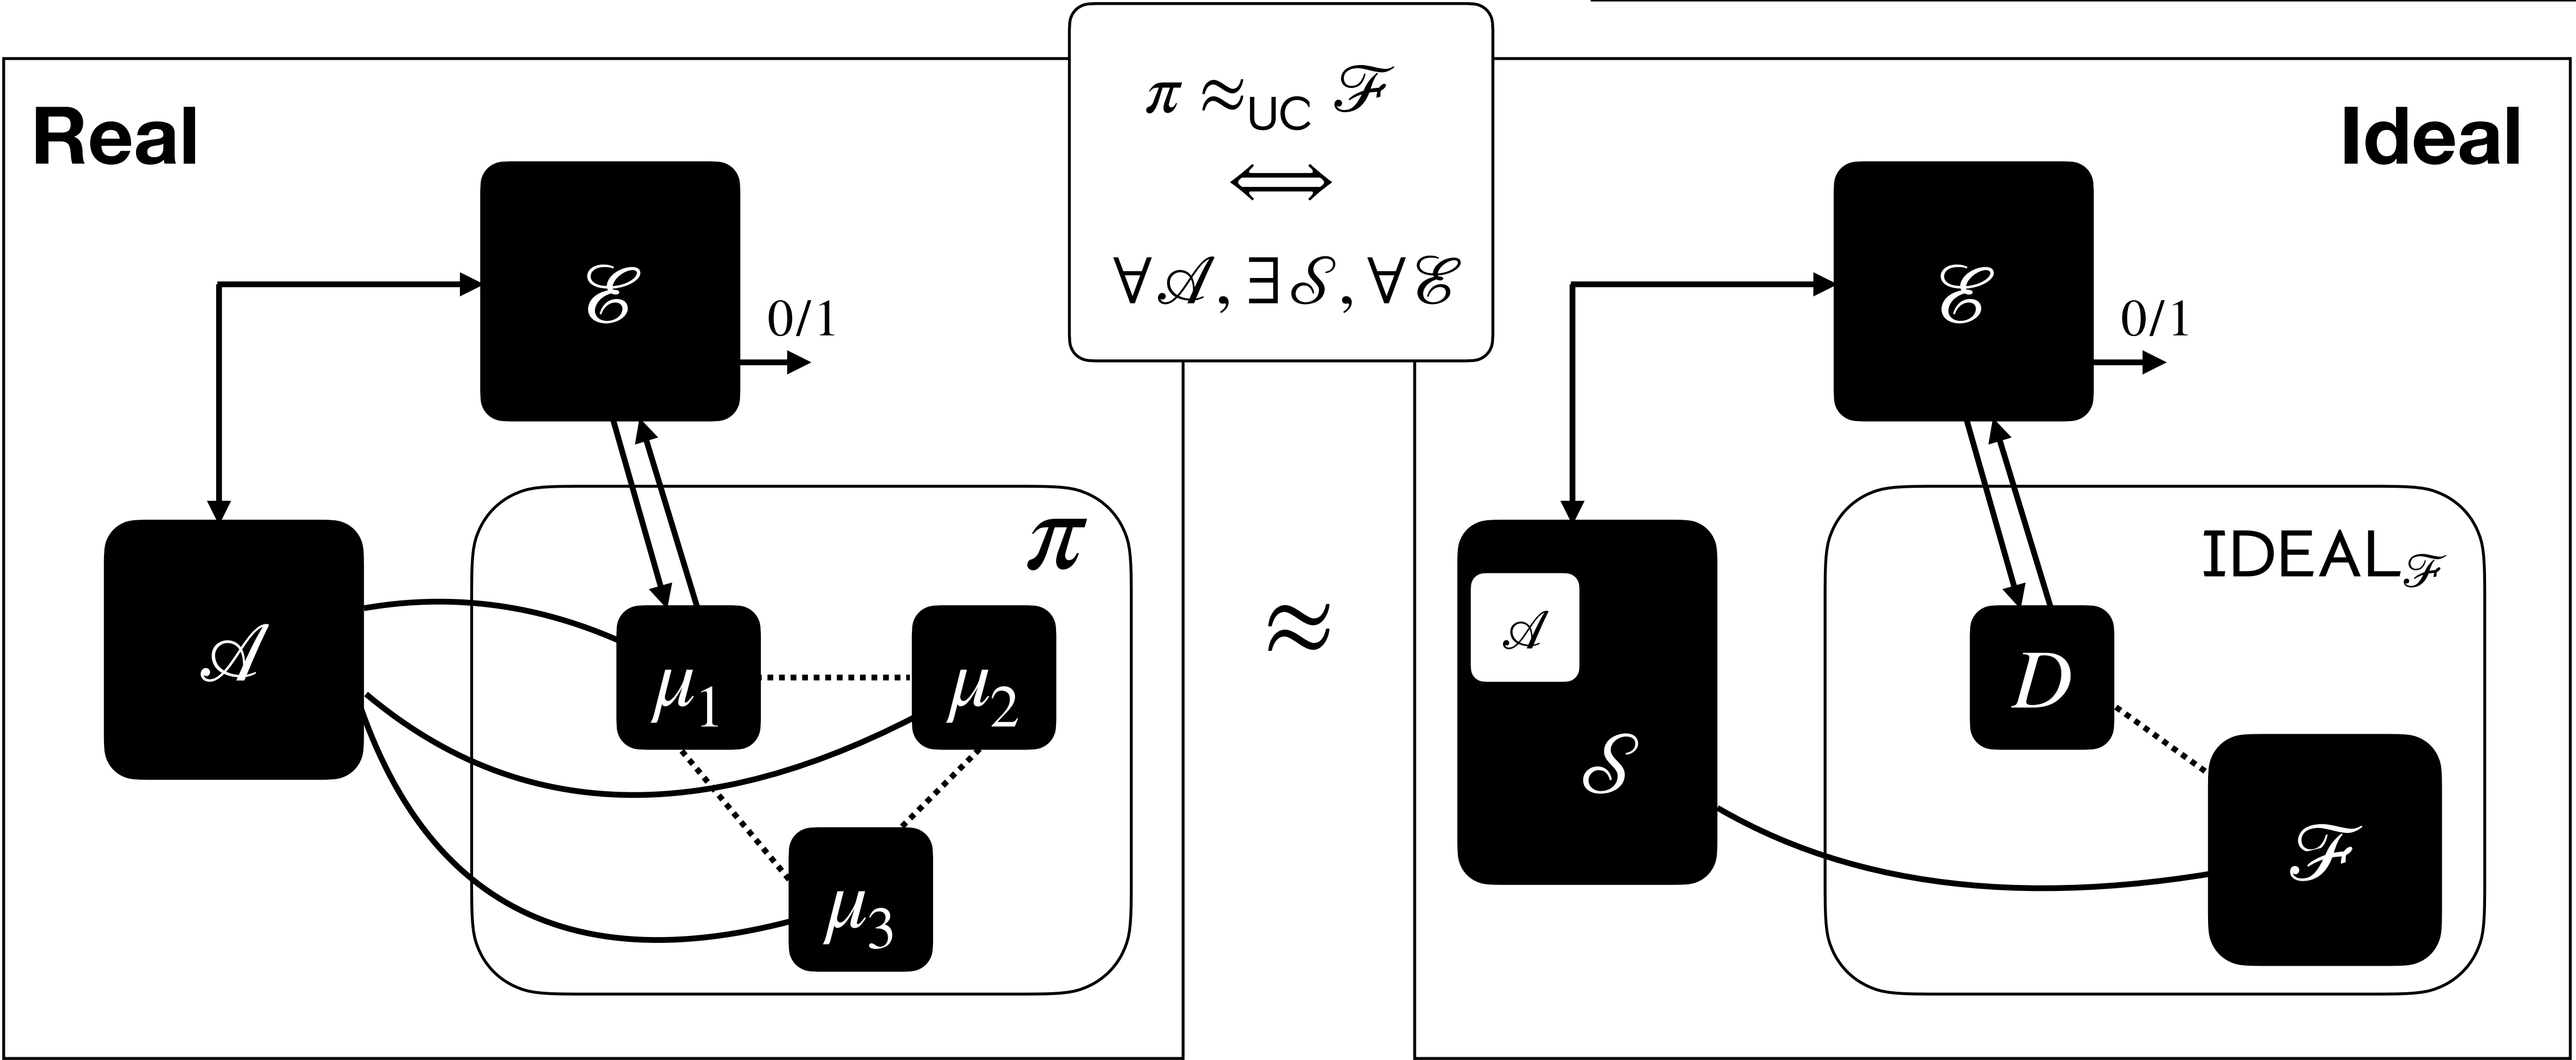 Real
π ≈UC ℱ
⟺
∀𝒜, ∃𝒮, ∀ℰ
Ideal
ℰ
0/1
π
𝒜
μ1
μ2
μ3
≈
ℰ
0/1
IDEALℱ
𝒜
𝒮
D
ℱ